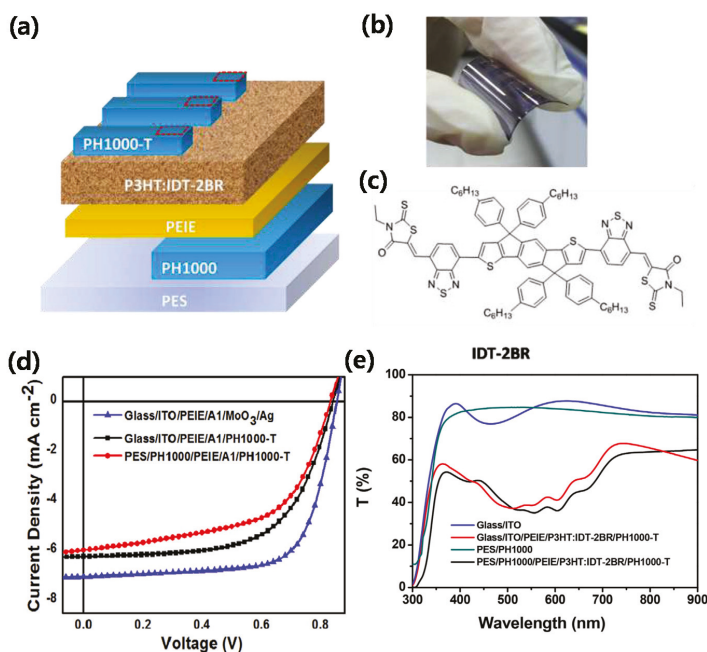 (a)
PH1000-T
P3HT:IDT-2BR
PEIE
PH1000
PES
(b)
(c)
C6H13
C6H13
S
N
O
S
S
N
N
S
S
S
N
N
S
O
S
N
S
C6H13
C6H13
IDT-2BR
(d)
Current Density (mA cm-2)
0
-2
-4
-6
-8
Glass/ITO/PEIE/A1/MoO3/Ag
Glass/ITO/PEIE/A1/PH1000-T
PES/PH1000/PEIE/A1/PH1000-T
0.0 0.2 0.4 0.6 0.8
Voltage (V)
(e)
T (%)
100
80
60
40
20
0
Glass/ITO
Glass/ITO/PEIE/P3HT:IDT-2BR/PH1000-T
PES/PH1000
PES/PH1000/PEIE/P3HT:IDT-2BR/PH1000-T
300 400 500 600 700 800 900
Wavelength (nm)